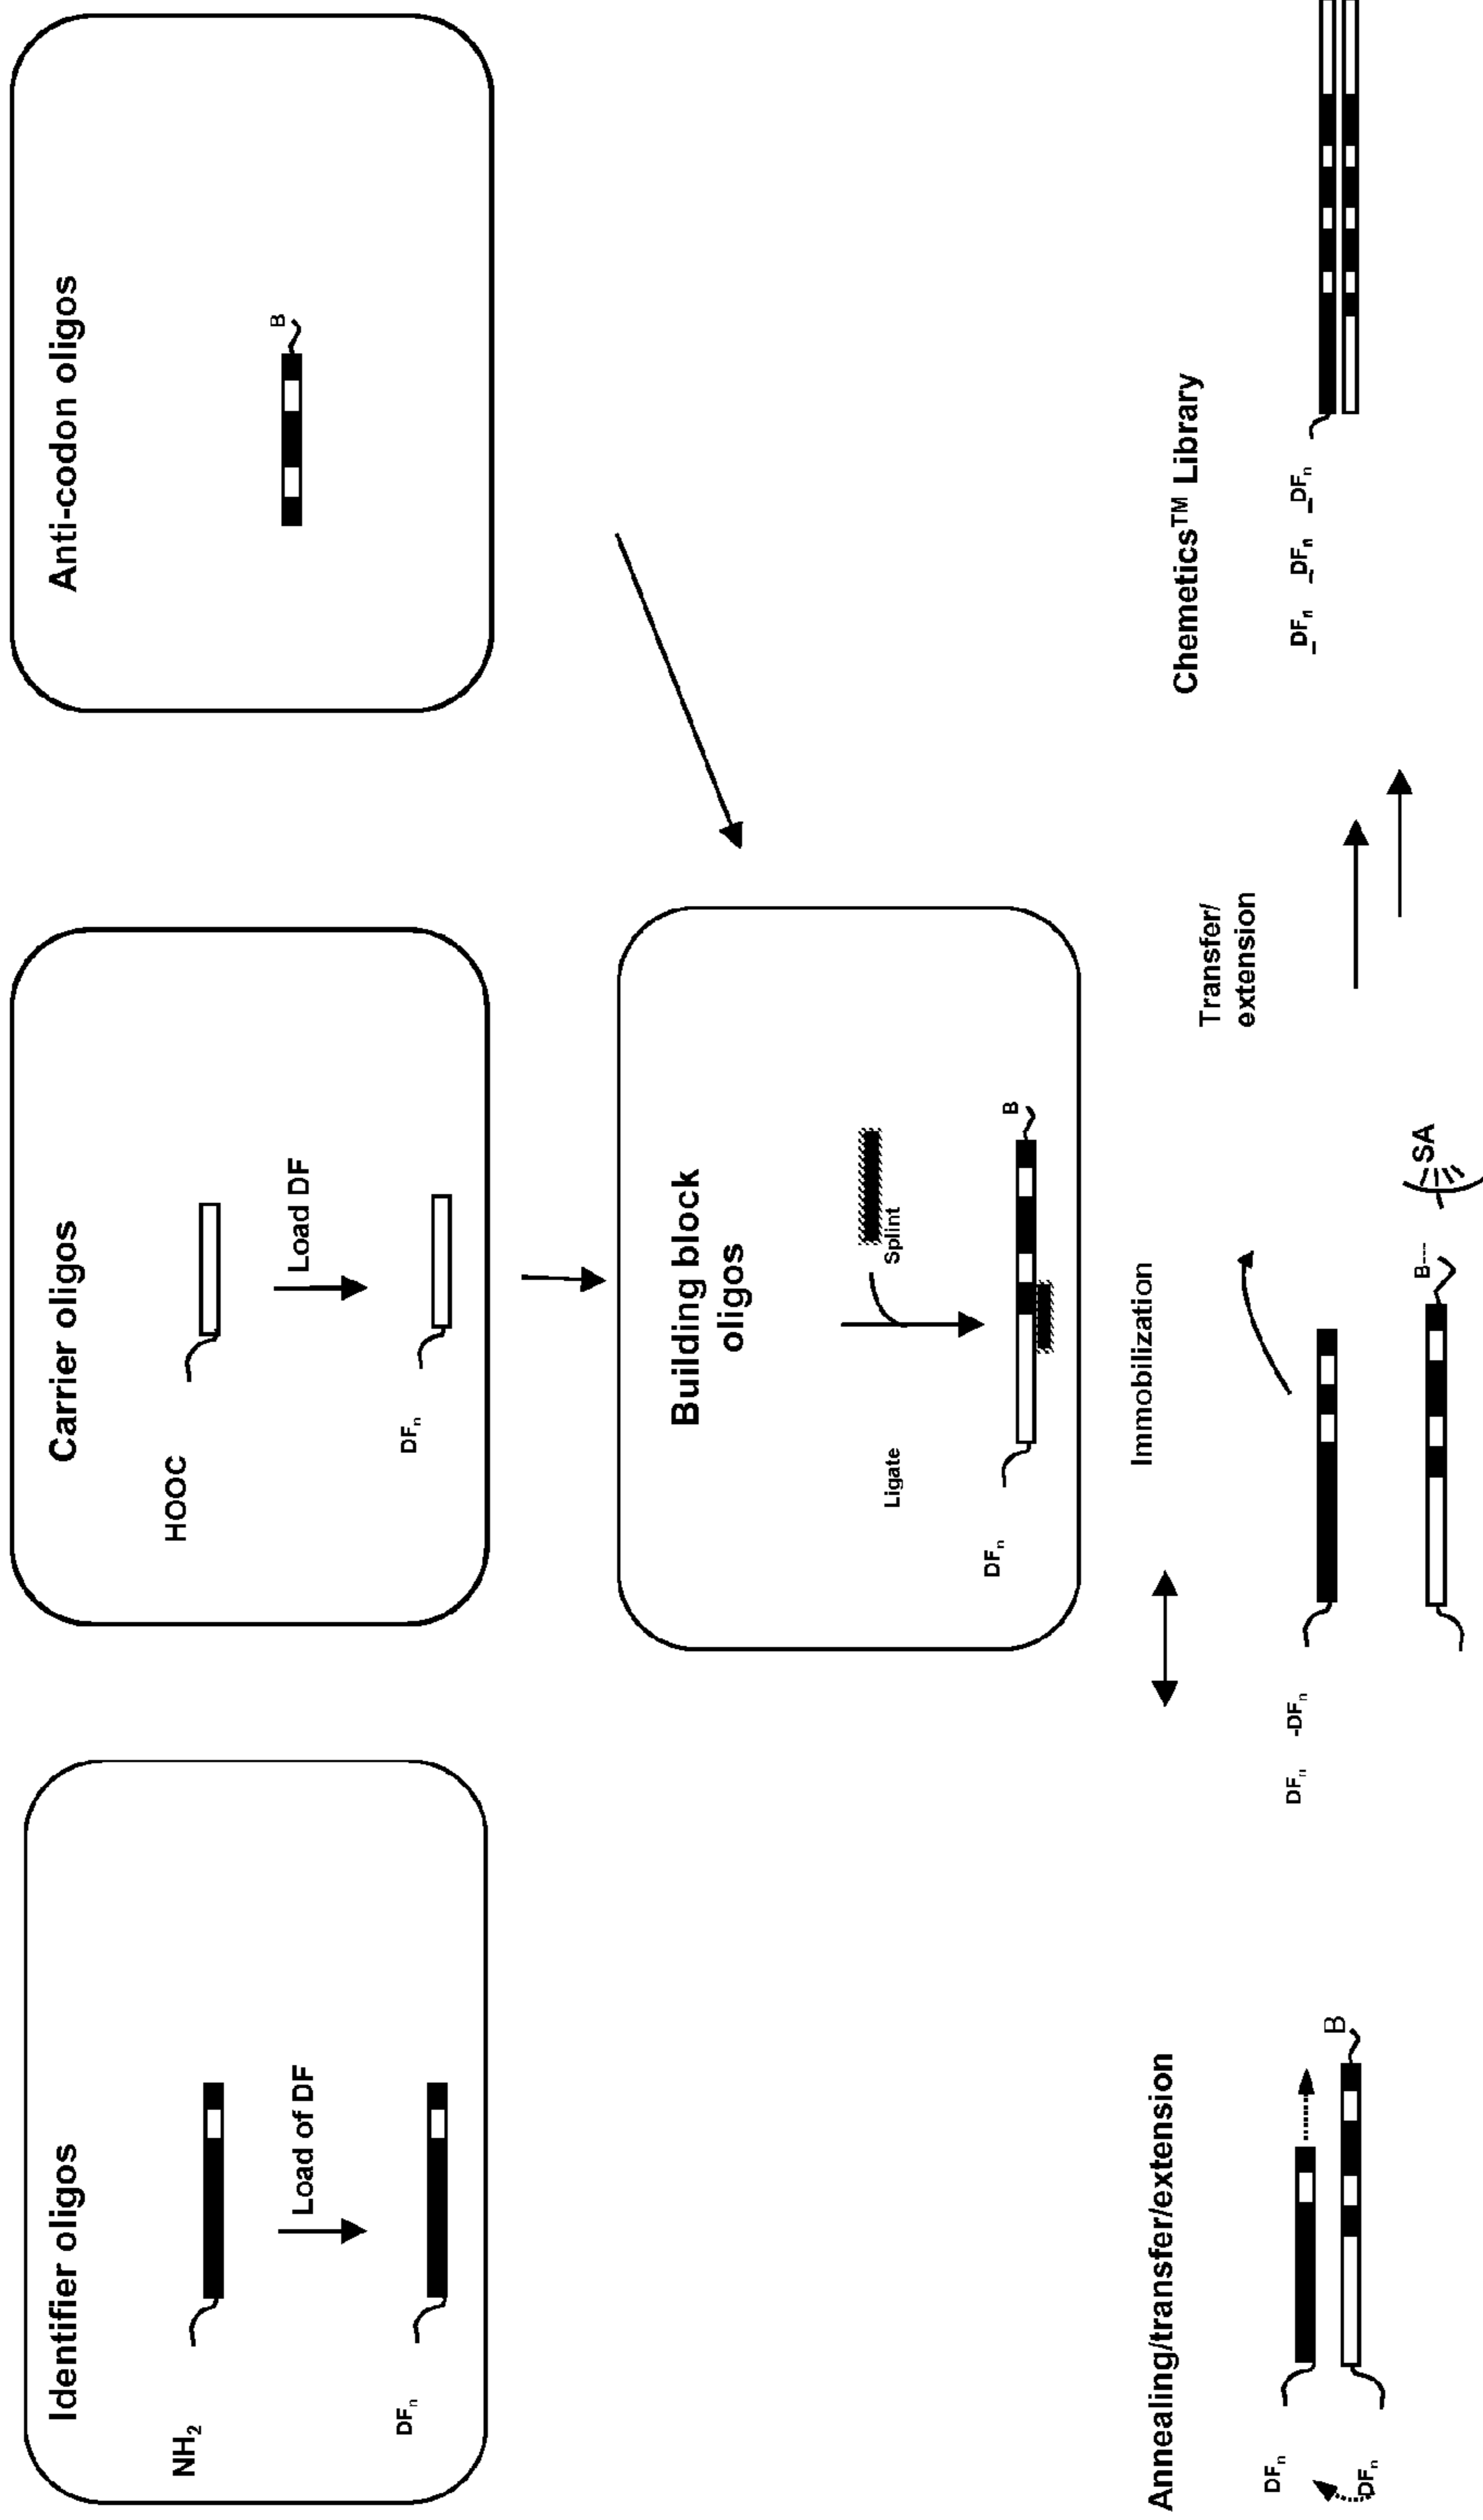 Identifier oligos
NH2
Load of DF
DFn
Carrier oligos
HOOC
Load DF
DFn
Anti-codon oligos
B
Building block
oligos
Ligate
Splint
DFn
B
Annealing/transfer/extension
DFn
DFn
B
Immobilization
DFn -DFn
B---
SA
Transfer/
extension
Chemetics™ Library
DFn DFn DFn